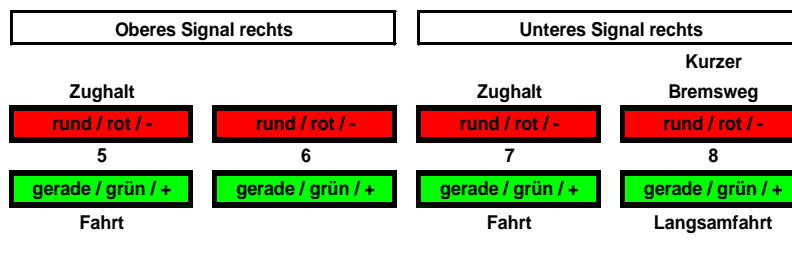 Oberes Signal rechts Unteres Signal rechts
Kurzer
Zughalt Zughalt Bremsweg
rund / rot / - rund / rot / - rund / rot / - rund / rot / -
5 6 7 8
gerade / grün / + gerade / grün / + gerade / grün / + gerade / grün / +
Fahrt Fahrt Langsamfahrt